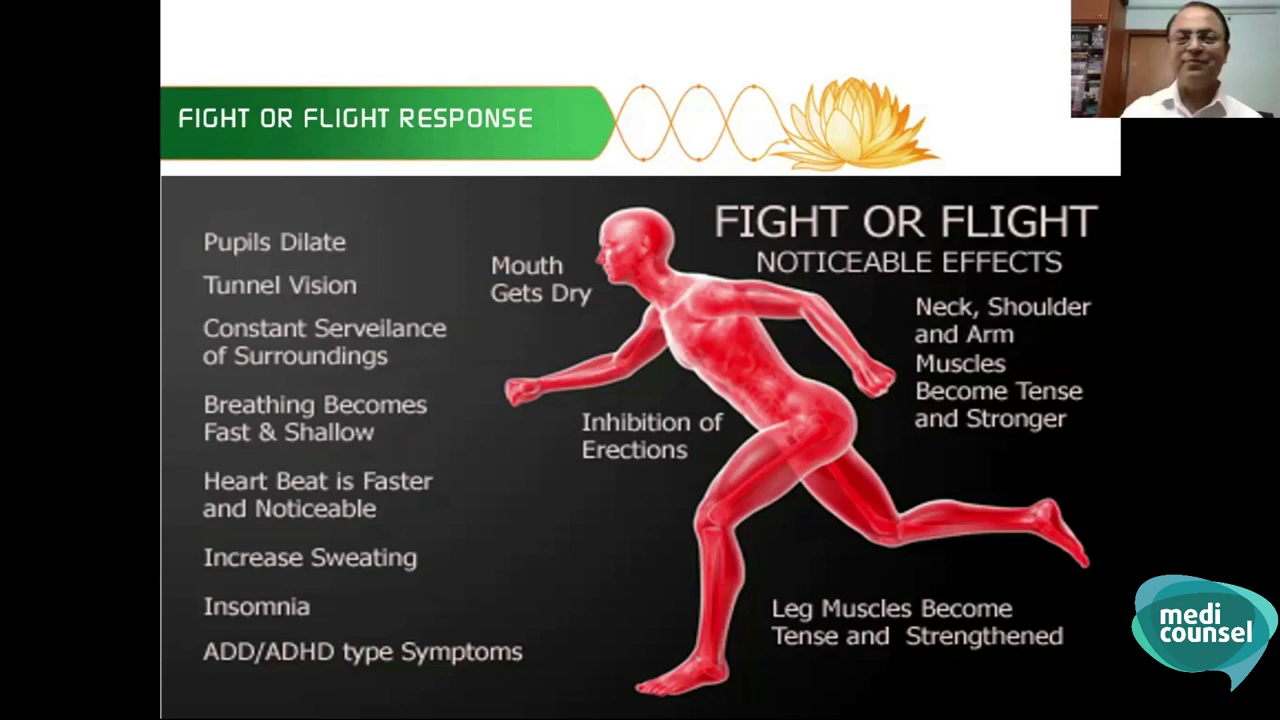 FIGHT OR FLIGHT RESPONSE
FIGHT OR FLIGHT
NOTICEABLE EFFECTS
Pupils Dilate
Tunnel Vision
Constant Serveilance
of Surroundings
Breathing Becomes
Fast & Shallow
Heart Beat is Faster
and Noticeable
Increase Sweating
Insomnia
ADD/ADHD type Symptoms
Mouth
Gets Dry
Inhibition of
Erections
Neck, Shoulder
and Arm
Muscles
Become Tense
and Stronger
Leg Muscles Become
Tense and Strengthened
medi
counsel